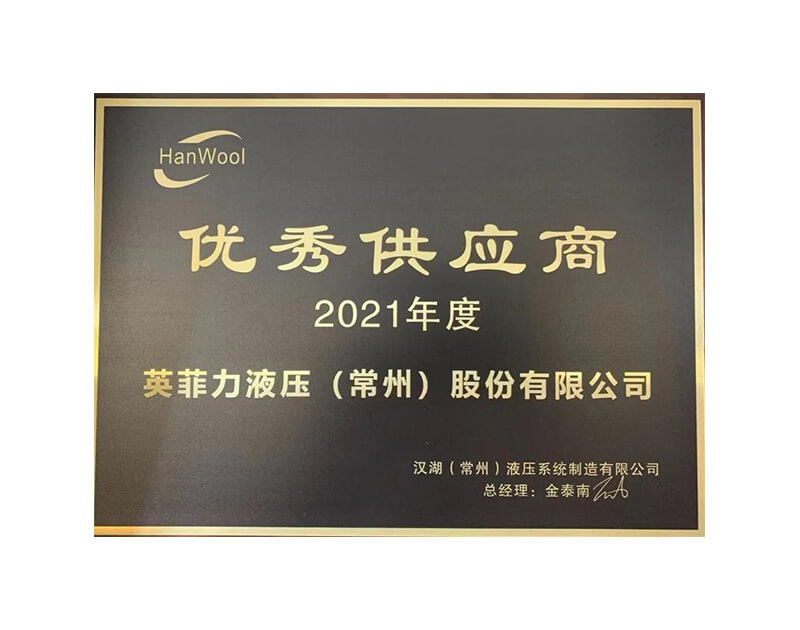 HanWool
优秀供应商
2021年度
英菲力液压（常州）股份有限公司
汉湖（常州）液压系统制造有限公司
总经理：金泰南